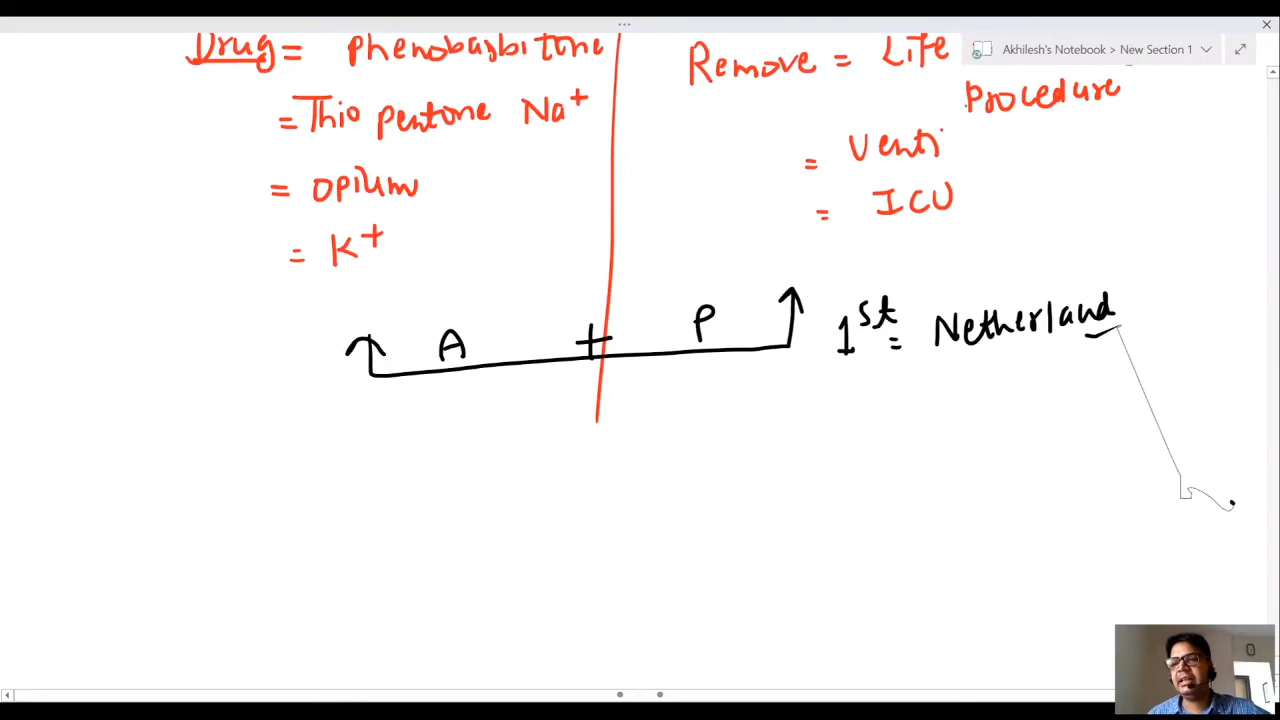 Akhilesh's Notebook > New Section 1
Drug = Phenobarbitone
= Thio pentone Na+
= Opium
= K+
Remove = Life
Procedure
= Venti
= ICU
A + P
1st = Netherland